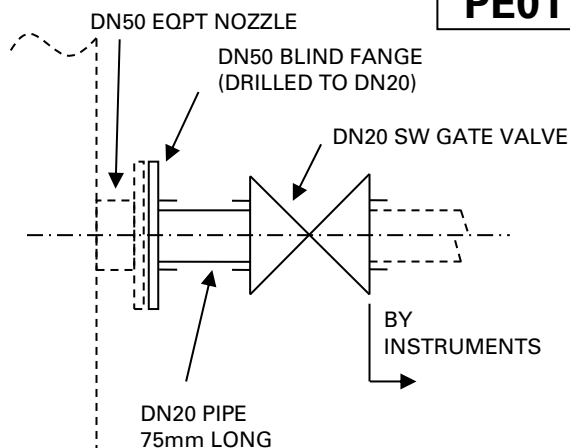 PE01
DN50 EQPT NOZZLE
DN50 BLIND FANGE
(DRILLED TO DN20)
DN20 SW GATE VALVE
BY
INSTRUMENTS
DN20 PIPE
75mm LONG